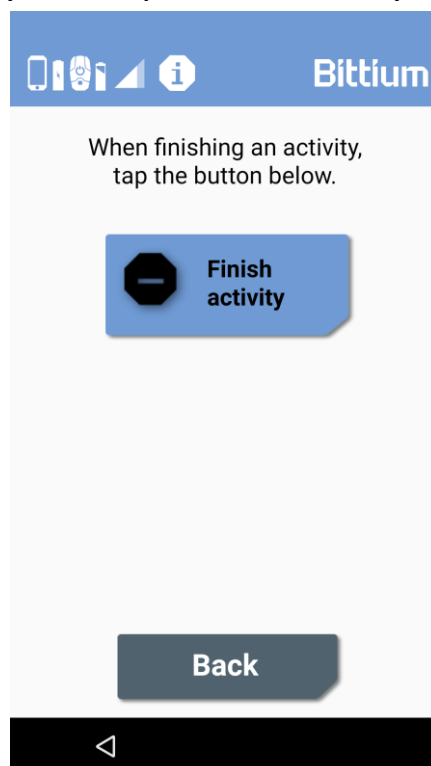 Bittium
When finishing an activity,
tap the button below.
Finish
activity
Back